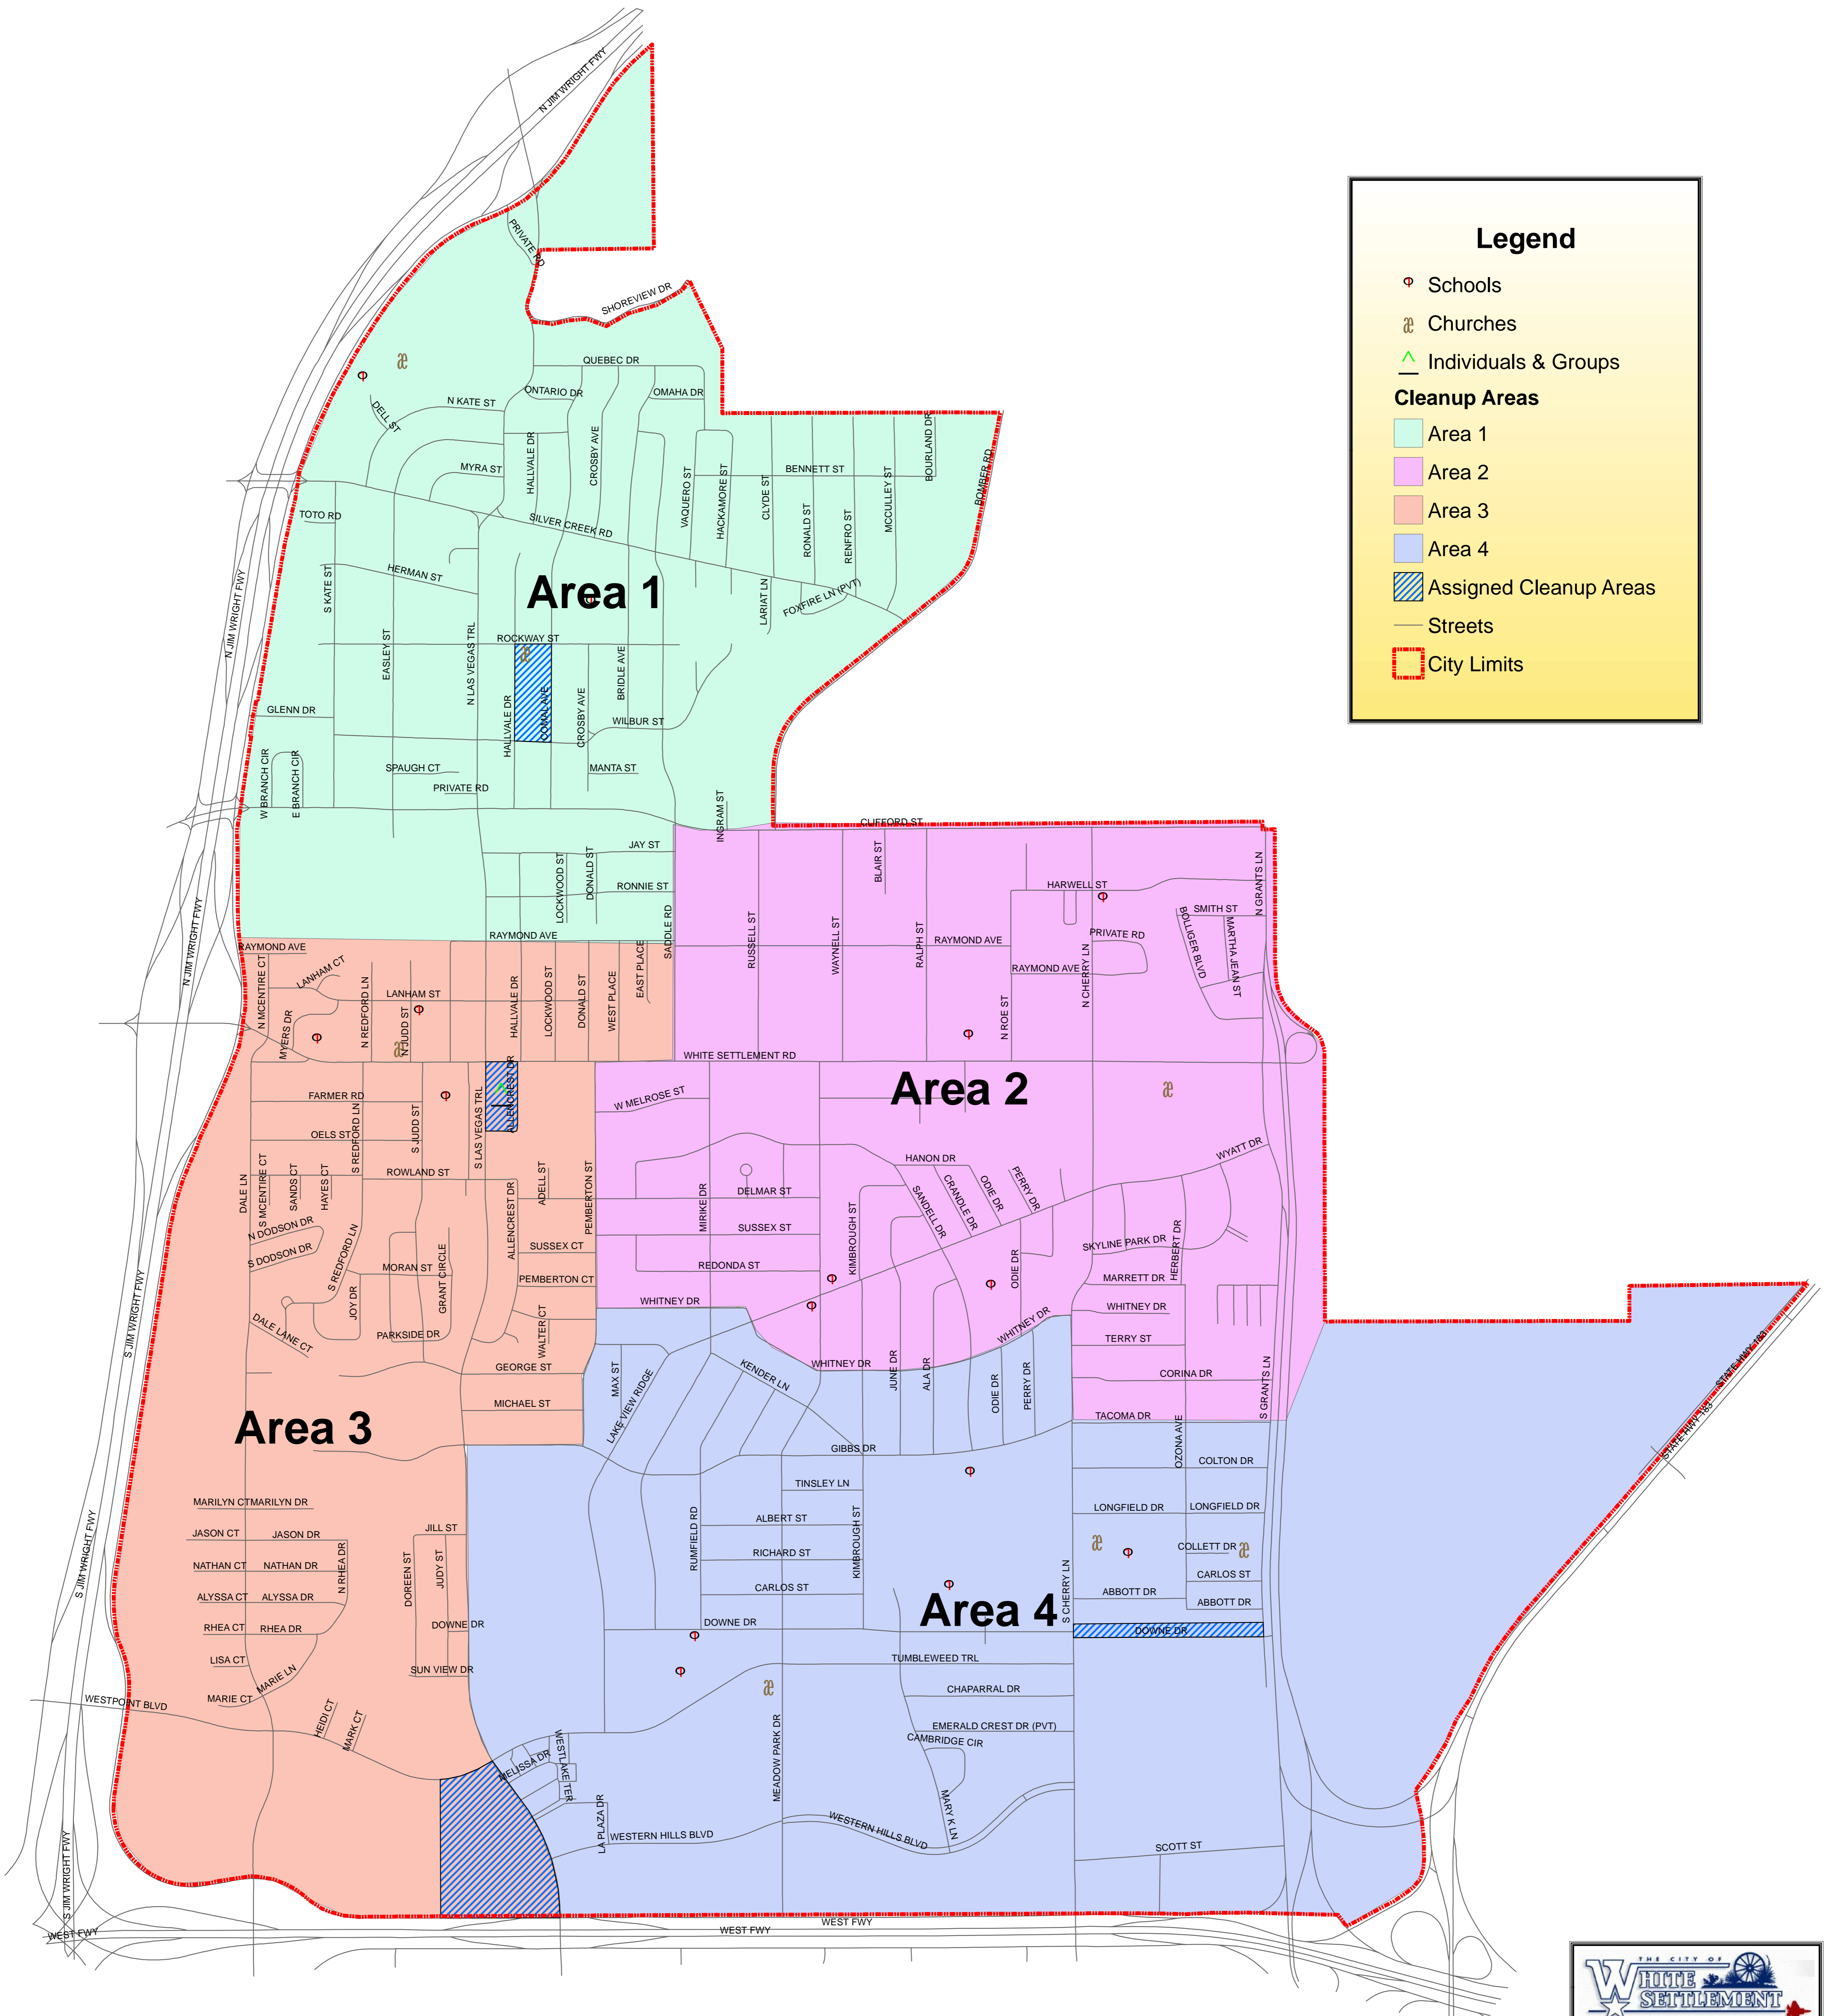 N JIM WRIGHT FWY
PRIVATE RD
SHOREVIEW DR
Legend
Schools
æ Churches
Individuals & Groups
Cleanup Areas
Area 1
Area 2
Area 3
Area 4
Assigned Cleanup Areas
Streets
City Limits
æ
QUEBEC DR
ONTARIO DR
OMAHA DR
N KATE ST
DELL ST
HALLVALE DR
CROSBY AVE
MYRA ST
BENNETT ST
BOURLAND DR
BOMBER RD
VAQUERO ST
HACKAMORE ST
CLYDE ST
RONALD ST
RENFRO ST
MCCULLEY ST
TOTO RD
SILVER CREEK RD
HERMAN ST
S KATE ST
Area 1
LARIAT LN
FOXFIRE LN (PVT)
N JIM WRIGHT FWY
EASLEY ST
N LAS VEGAS TRL
ROCKWAY ST
æ
BRIDLE AVE
GLENN DR
HALLVALE DR
COMAL AVE
CROSBY AVE
WILBUR ST
W BRANCH CIR
E BRANCH CIR
SPAUGH CT
PRIVATE RD
MANTA ST
INGRAM ST
CLIFFORD ST
JAY ST
LOCKWOOD ST
DONALD ST
RONNIE ST
BLAIR ST
HARWELL ST
N GRANTS LN
SMITH ST
BOLLIGER BLVD
MARTHA JEAN ST
N JIM WRIGHT FWY
RAYMOND AVE
RAYMOND AVE
SADDLE RD
RUSSELL ST
WAYNELL ST
RALPH ST
RAYMOND AVE
PRIVATE RD
RAYMOND AVE
N CHERRY LN
N MCENTIRE CT
LANHAM CT
LANHAM ST
N REDFORD LN
N JUDD ST
MYERS DR
HALLVALE DR
LOCKWOOD ST
DONALD ST
WEST PLACE
EAST PLACE
N ROE ST
æ
WHITE SETTLEMENT RD
Area 2
æ
FARMER RD
OELS ST
S REDFORD LN
S JUDD ST
S LAS VEGAS TRL
ALLENCREST DR
W MELROSE ST
ROWLAND ST
DALE LN
S MCENTIRE CT
SANDS CT
HAYES CT
ADELL ST
PEMBERTON ST
HANON DR
WYATT DR
DELMAR ST
MIRIKE DR
SUSSEX ST
KIMBROUGH ST
SANDELL DR
CRANDLE DR
ODIE DR
PERRY DR
N DODSON DR
S DODSON DR
S REDFORD LN
MORAN ST
GRANT CIRCLE
ALLENCREST DR
SUSSEX CT
PEMBERTON CT
REDONDA ST
ODIE DR
SKYLINE PARK DR
HERBERT DR
MARRETT DR
JOY DR
PARKSIDE DR
DALE LANE CT
WALTER CT
WHITNEY DR
WHITNEY DR
WHITNEY DR
WHITNEY DR
TERRY ST
S JIM WRIGHT FWY
GEORGE ST
MICHAEL ST
MAX ST
LAKE VIEW RIDGE
KENDER LN
JUNE DR
ALA DR
ODIE DR
PERRY DR
CORINA DR
S GRANTS LN
TACOMA DR
STATE HWY 183
STATE HWY 183
Area 3
GIBBS DR
OZONA AVE
COLTON DR
TINSLEY LN
MARILYN CT
MARILYN DR
RUMFIELD RD
ALBERT ST
KIMBROUGH ST
LONGFIELD DR
LONGFIELD DR
JASON CT
JASON DR
JILL ST
æ
COLLETT DR
æ
NATHAN CT
NATHAN DR
N RHEA DR
DOREEN ST
JUDY ST
RICHARD ST
S CHERRY LN
CARLOS ST
S JIM WRIGHT FWY
ALYSSA CT
ALYSSA DR
CARLOS ST
ABBOTT DR
ABBOTT DR
Area 4
RHEA CT
RHEA DR
DOWNE DR
DOWNE DR
DOWNE DR
LISA CT
MARIE LN
SUN VIEW DR
TUMBLEWEED TRL
WESTPOINT BLVD
MARIE CT
æ
CHAPARRAL DR
HEIDI CT
MARK CT
EMERALD CREST DR (PVT)
CAMBRIDGE CIR
MELISSA DR
WESTLAKE TER
MEADOW PARK DR
MARY K LN
LA PLAZA DR
WESTERN HILLS BLVD
WESTERN HILLS BLVD
SCOTT ST
S JIM WRIGHT FWY
WEST FWY
WEST FWY
WEST FWY
THE CITY OF
WHITE
SETTLEMENT